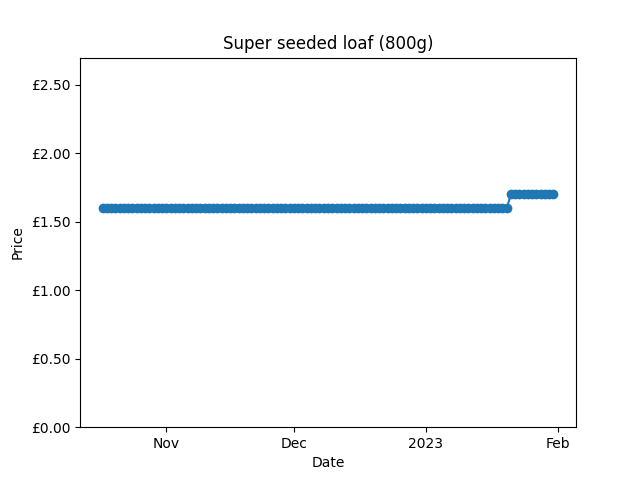 Super seeded loaf (800g)
£2.50
£2.00
£1.50
£1.00
£0.50
£0.00
Price
Nov
Dec
2023
Feb
Date